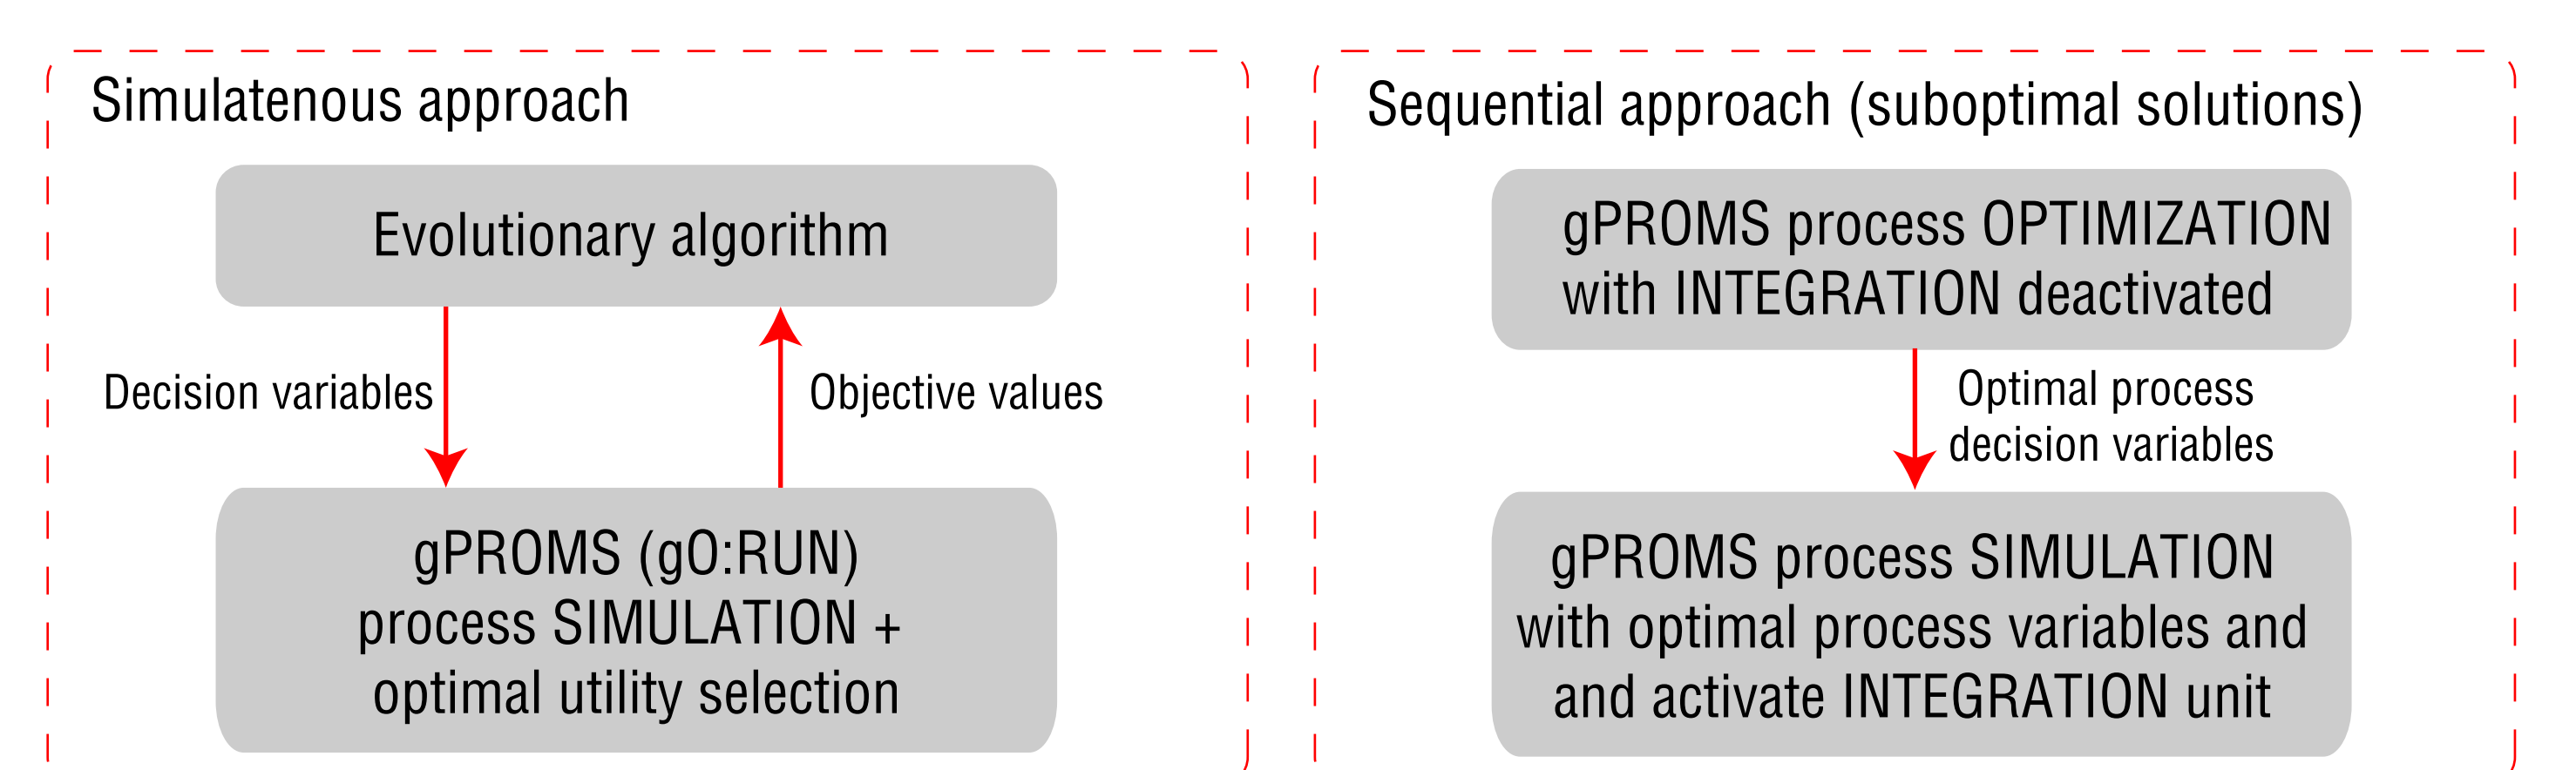 Simulatenous approach
Evolutionary algorithm
Decision variables
Objective values
gPROMS (gO:RUN)
process SIMULATION +
optimal utility selection
Sequential approach (suboptimal solutions)
gPROMS process OPTIMIZATION
with INTEGRATION deactivated
Optimal process
decision variables
gPROMS process SIMULATION
with optimal process variables and
and activate INTEGRATION unit